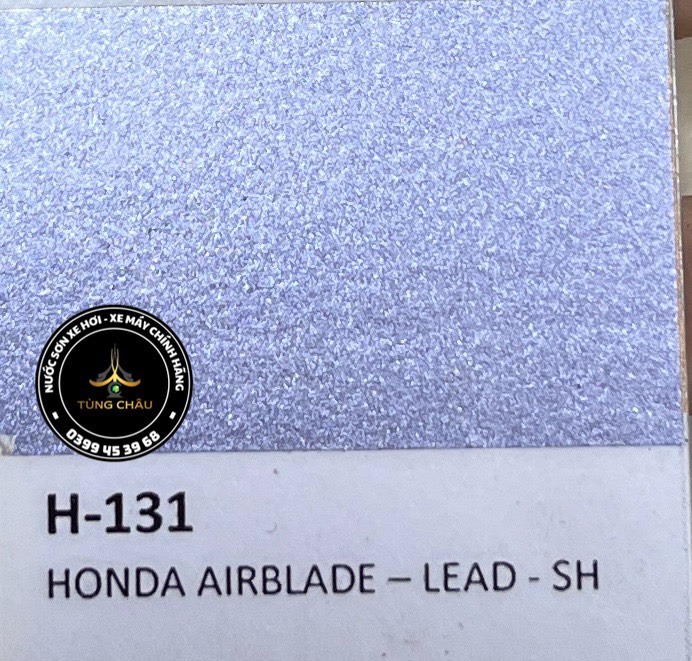 NƯỚC SƠN XE HƠI - XE MÁY CHÍNH HÃNG
TÙNG CHÂU
0399 45 39 68
H-131
HONDA AIRBLADE – LEAD - SH